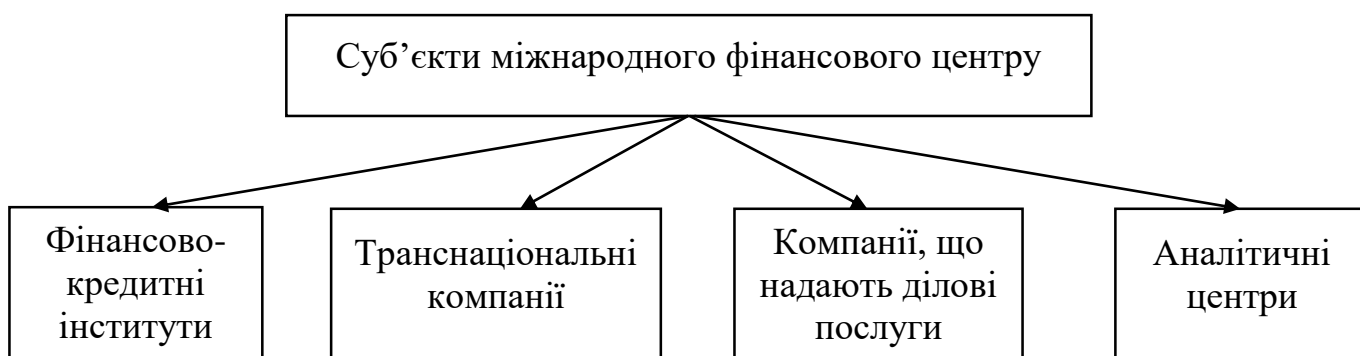 Суб’єкти міжнародного фінансового центру
Фінансово-
кредитні
інститути
Транснаціональні
компанії
Компанії, що
надають ділові
послуги
Аналітичні
центри